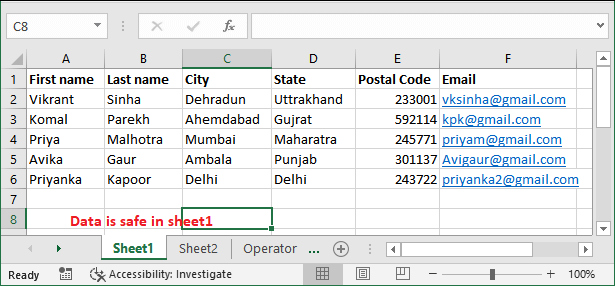 C8 fx
A B C D E F
1 First name Last name City State Postal Code Email
2 Vikrant Sinha Dehradun Uttrakhand 233001 vksinha@gmail.com
3 Komal Parekh Ahemdabad Gujrat 592114 kpk@gmail.com
4 Priya Malhotra Mumbai Maharatra 245771 priyam@gmail.com
5 Avika Gaur Ambala Punjab 301137 Avigaur@gmail.com
6 Priyanka Kapoor Delhi Delhi 243722 priyanka2@gmail.com
7
8 Data is safe in sheet1
Sheet1 Sheet2 Operator ...
Ready Accessibility: Investigate 100%